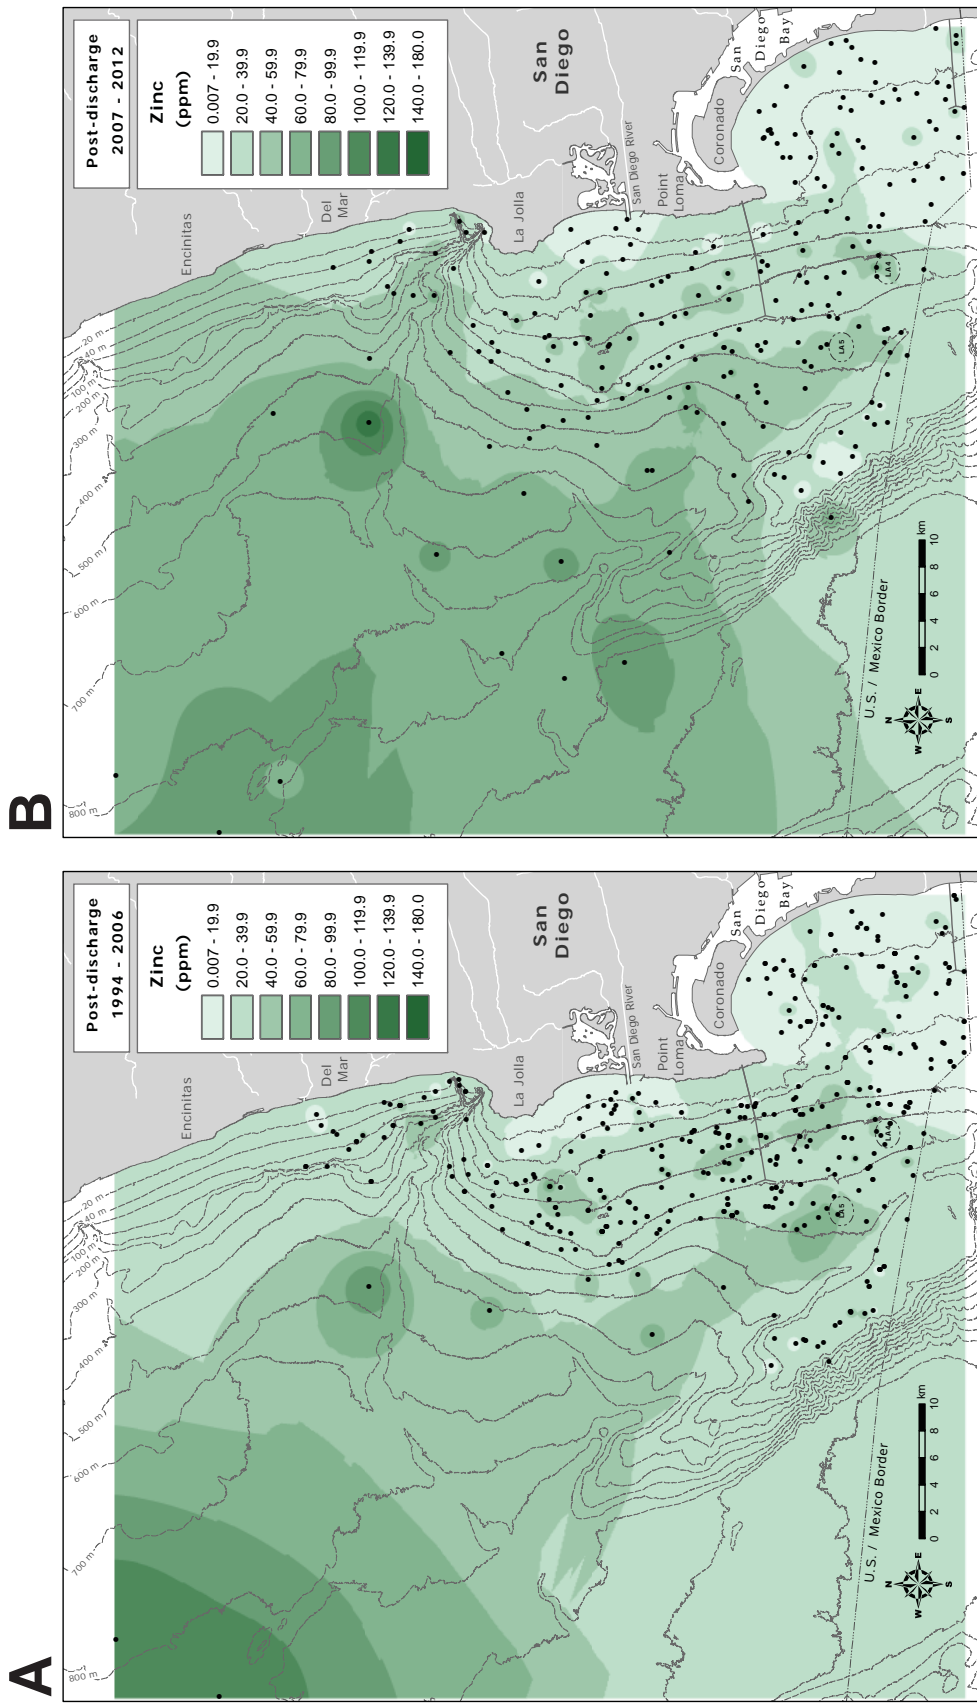 A
Post-discharge
1994 - 2006
Zinc
(ppm)
0.007 - 19.9
20.0 - 39.9
40.0 - 59.9
60.0 - 79.9
80.0 - 99.9
100.0 - 119.9
120.0 - 139.9
140.0 - 180.0
Encinitas
Del
Mar
La Jolla
San
Diego
San Diego River
Point
Loma
Coronado
San
Diego
Bay
20 m
40 m
100 m
200 m
300 m
400 m
500 m
600 m
700 m
800 m
LA5
LA4
U.S. / Mexico Border
N
E
S
W
0 2 4 6 8 10
km
B
Post-discharge
2007 - 2012
Zinc
(ppm)
0.007 - 19.9
20.0 - 39.9
40.0 - 59.9
60.0 - 79.9
80.0 - 99.9
100.0 - 119.9
120.0 - 139.9
140.0 - 180.0
Encinitas
Del
Mar
La Jolla
San
Diego
San Diego River
Point
Loma
Coronado
San
Diego
Bay
20 m
40 m
100 m
200 m
300 m
400 m
500 m
600 m
700 m
800 m
LA5
LA4
U.S. / Mexico Border
N
E
S
W
0 2 4 6 8 10
km